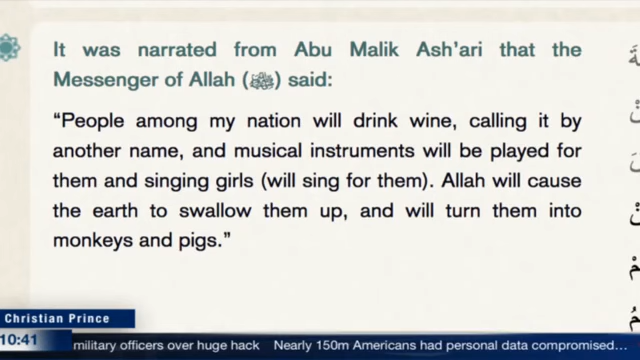 It was narrated from Abu Malik Ash'ari that the
Messenger of Allah (ﷺ) said:
“People among my nation will drink wine, calling it by
another name, and musical instruments will be played for
them and singing girls (will sing for them). Allah will cause
the earth to swallow them up, and will turn them into
monkeys and pigs.”
Christian Prince
10:41
military officers over huge hack Nearly 150m Americans had personal data compromised...